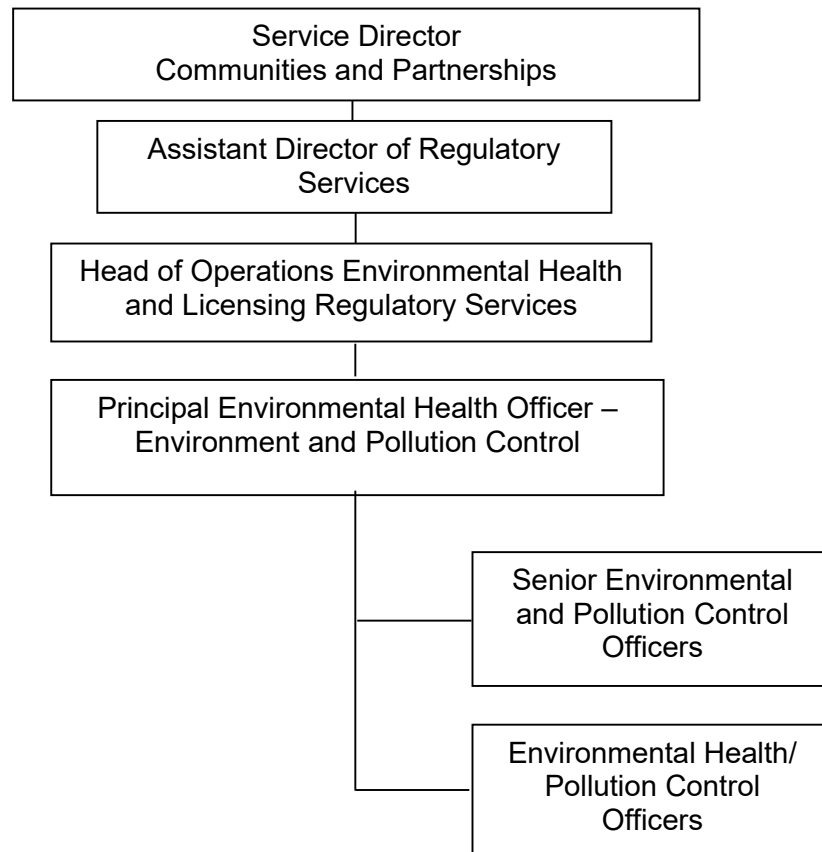 Service Director
Communities and Partnerships
Assistant Director of Regulatory
Services
Head of Operations Environmental Health
and Licensing Regulatory Services
Principal Environmental Health Officer –
Environment and Pollution Control
Senior Environmental
and Pollution Control
Officers
Environmental Health/
Pollution Control
Officers